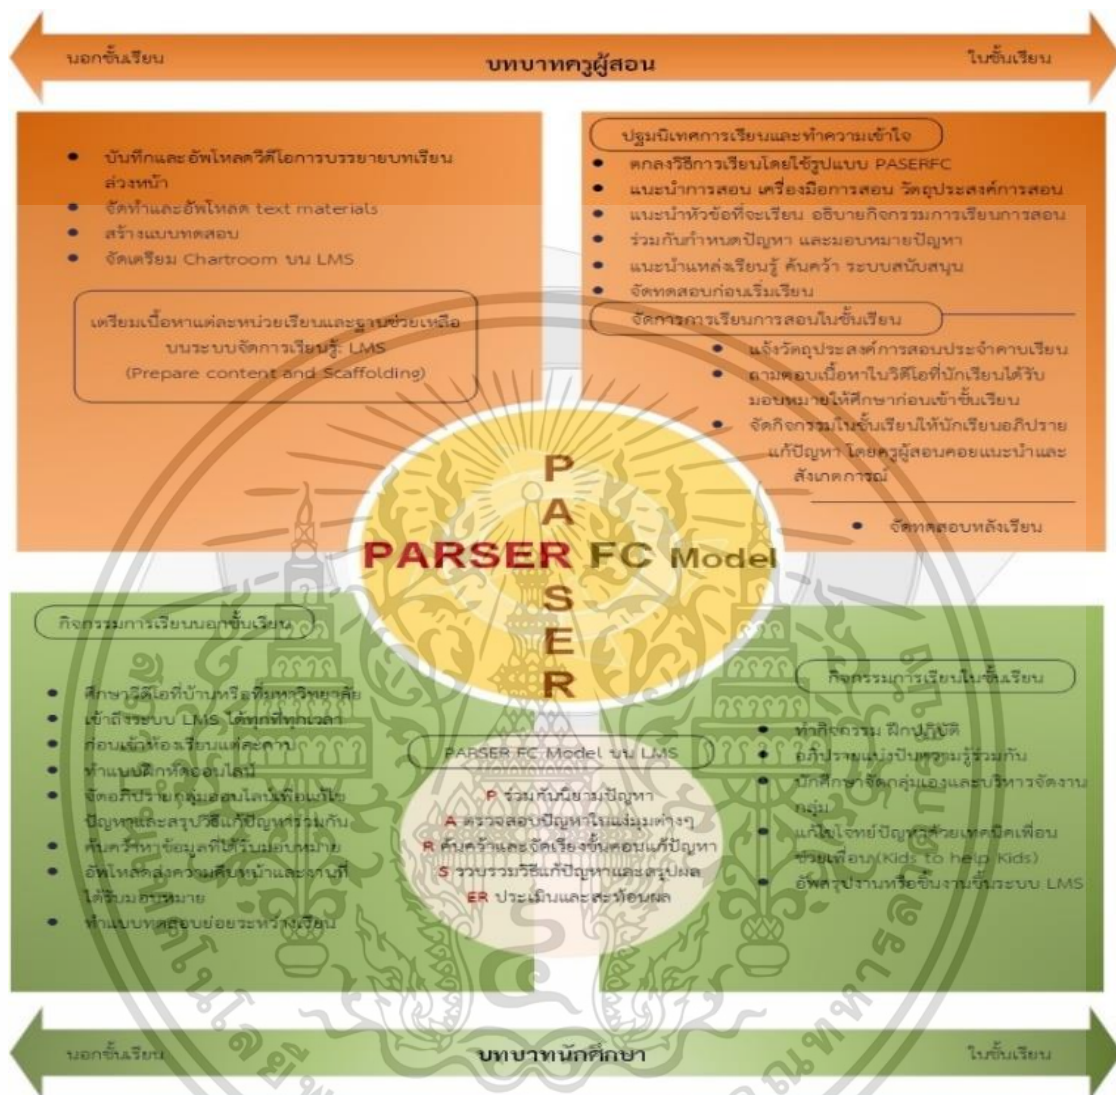 นอกชั้นเรียน
บทบาทครูผู้สอน
ในชั้นเรียน
• บันทึกและอัพโหลดวีดีโอการบรรยายบทเรียน
ล่วงหน้า
• จัดทำและอัพโหลด text materials
• สร้างแบบทดสอบ
• จัดเตรียม Chartroom บน LMS
เตรียมเนื้อหาแต่ละหน่วยเรียนและฐานช่วยเหลือ
บนระบบจัดการเรียนรู้: LMS
(Prepare content and Scaffolding)
ปฐมนิเทศการเรียนและทำความเข้าใจ
• ตกลงวิธีการเรียนโดยใช้รูปแบบ PASERFC
• แนะนำการสอน เครื่องมือการสอน วัตถุประสงค์การสอน
• แนะนำหัวข้อที่จะเรียน อธิบายกิจกรรมการเรียนการสอน
• ร่วมกันกำหนดปัญหา และมอบหมายปัญหา
• แนะนำแหล่งเรียนรู้ ค้นคว้า ระบบสนับสนุน
• จัดทดสอบก่อนเริ่มเรียน
จัดการการเรียนการสอนในชั้นเรียน
• แจ้งวัตถุประสงค์การสอนประจำคาบเรียน
• ถามตอบเนื้อหาในวิดีโอที่นักเรียนได้รับ
มอบหมายให้ศึกษาก่อนเข้าชั้นเรียน
• จัดกิจกรรมในชั้นเรียนให้นักเรียนอภิปราย
แก้ปัญหา โดยครูผู้สอนคอยแนะนำและ
สังเกตการณ์
• จัดทดสอบหลังเรียน
P
A
PARSER FC Model
S
E
R
กิจกรรมการเรียนนอกชั้นเรียน
• ศึกษาวิดีโอที่บ้านหรือที่มหาวิทยาลัย
• เข้าถึงระบบ LMS ได้ทุกที่ทุกเวลา
• ก่อนเข้าห้องเรียนแต่ละคาบ
• ทำแบบฝึกหัดออนไลน์
• จัดอภิปรายกลุ่มออนไลน์เพื่อแก้ไข
ปัญหาและสรุปวิธีแก้ปัญหาร่วมกัน
• ค้นคว้าหาข้อมูลที่ได้รับมอบหมาย
• อัพโหลดส่งความคืบหน้าและงานที่
ได้รับมอบหมาย
• ทำแบบทดสอบย่อยระหว่างเรียน
PARSER FC Model บน LMS
P ร่วมกันนิยามปัญหา
A ตรวจสอบปัญหาในแง่มุมต่างๆ
R ค้นคว้าและจัดเรียงขั้นตอนแก้ปัญหา
S รวบรวมวิธีแก้ปัญหาและสรุปผล
ER ประเมินและสะท้อนผล
กิจกรรมการเรียนในชั้นเรียน
• ทำกิจกรรม ฝึกปฏิบัติ
• อภิปรายแบ่งปันความรู้ร่วมกัน
• นักศึกษาจัดกลุ่มเองและบริหารจัดงาน
กลุ่ม
• แก้ไขโจทย์ปัญหาด้วยเทคนิคเพื่อน
ช่วยเพื่อน(Kids to help Kids)
• อัพสรุปงานหรือชิ้นงานขึ้นระบบ LMS
นอกชั้นเรียน
บทบาทนักศึกษา
ในชั้นเรียน